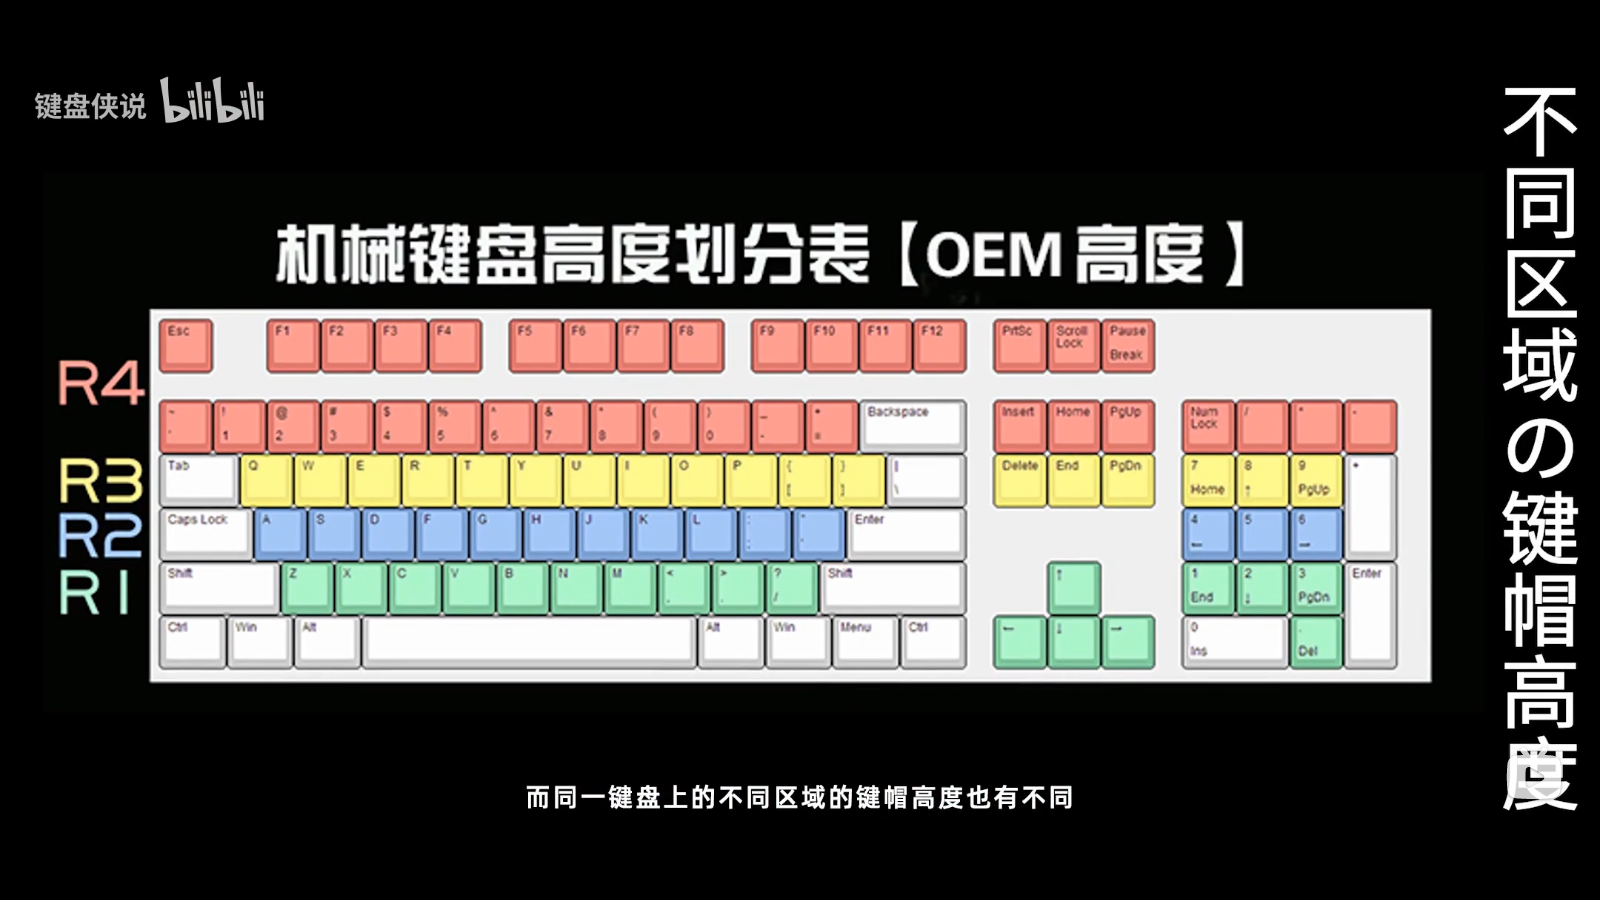 键盘侠说 bilibili
不同区域の键帽高度
机械键盘高度划分表【OEM 高度 】
Esc F1 F2 F3 F4 F5 F6 F7 F8 F9 F10 F11 F12 PrtSc Scroll Lock Pause Break
R4
~ ` ! 1 @ 2 # 3 $ 4 % 5 ^ 6 & 7 * 8 ( 9 ) 0 _ - + = Backspace Insert Home PgUp Num Lock / * -
R3
Tab Q W E R T Y U I O P { [ } ] | \ Delete End PgDn 7 Home 8 ↑ 9 PgUp +
R2
Caps Lock A S D F G H J K L : ; " ' Enter 4 ← 5 6 →
R1
Shift Z X C V B N M < , > . ? / Shift ↑ 1 End 2 ↓ 3 PgDn Enter
Ctrl Win Alt Alt Win Menu Ctrl ← ↓ → 0 Ins . Del
而同一键盘上的不同区域的键帽高度也有不同